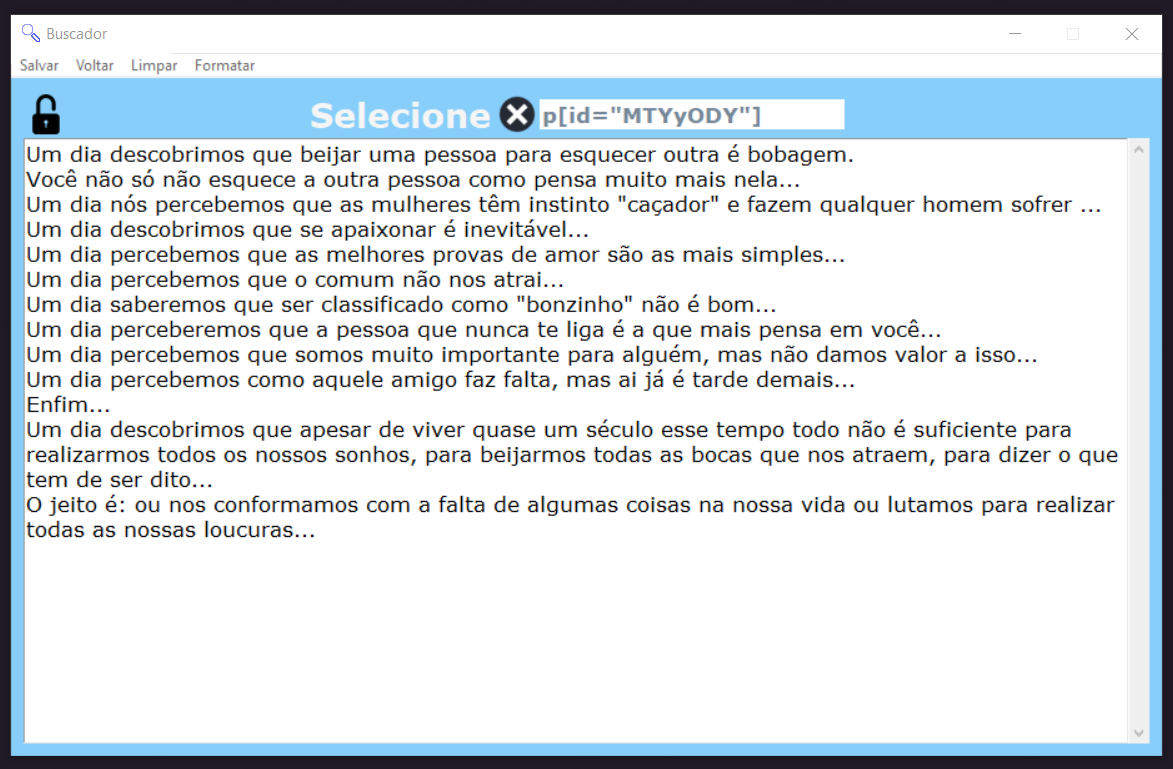 Buscador
Salvar Voltar Limpar Formatar
Selecione p[id="MTYyODY"]
Um dia descobrimos que beijar uma pessoa para esquecer outra é bobagem.
Você não só não esquece a outra pessoa como pensa muito mais nela...
Um dia nós percebemos que as mulheres têm instinto "caçador" e fazem qualquer homem sofrer ...
Um dia descobrimos que se apaixonar é inevitável...
Um dia percebemos que as melhores provas de amor são as mais simples...
Um dia percebemos que o comum não nos atrai...
Um dia saberemos que ser classificado como "bonzinho" não é bom...
Um dia perceberemos que a pessoa que nunca te liga é a que mais pensa em você...
Um dia percebemos que somos muito importante para alguém, mas não damos valor a isso...
Um dia percebemos como aquele amigo faz falta, mas ai já é tarde demais...
Enfim...
Um dia descobrimos que apesar de viver quase um século esse tempo todo não é suficiente para
realizarmos todos os nossos sonhos, para beijarmos todas as bocas que nos atraem, para dizer o que
tem de ser dito...
O jeito é: ou nos conformamos com a falta de algumas coisas na nossa vida ou lutamos para realizar
todas as nossas loucuras...